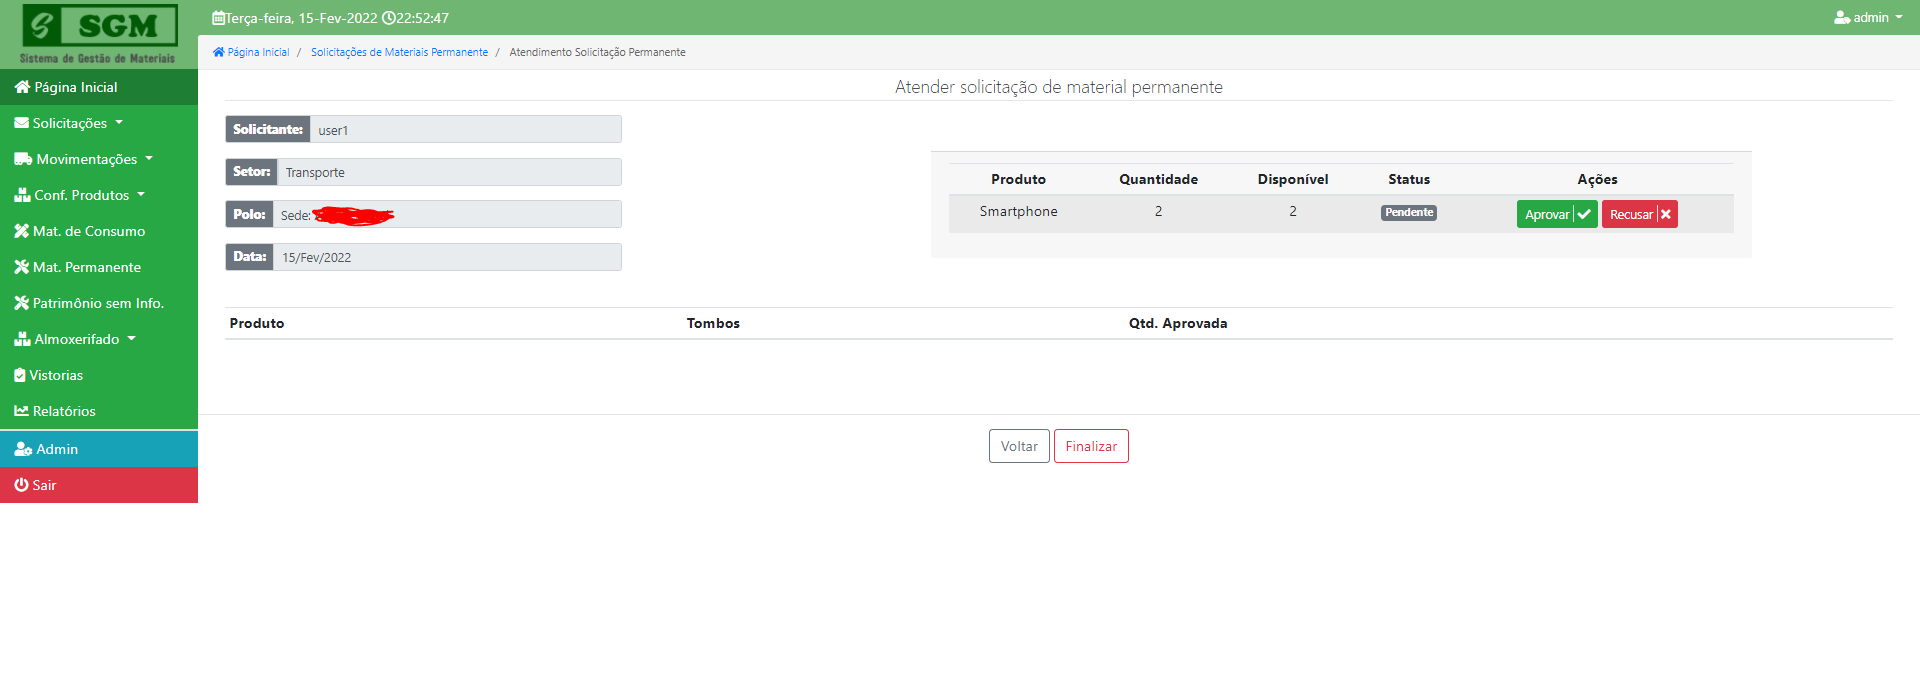 SGM
Sistema de Gestão de Materiais
Terça-feira, 15-Fev-2022 22:52:47
admin
Página Inicial / Solicitações de Materiais Permanente / Atendimento Solicitação Permanente
Página Inicial
Solicitações
Movimentações
Conf. Produtos
Mat. de Consumo
Mat. Permanente
Patrimônio sem Info.
Almoxerifado
Vistorias
Relatórios
Admin
Sair
Atender solicitação de material permanente
Solicitante: user1
Setor: Transporte
Polo: Sede:
Data: 15/Fev/2022
Produto Quantidade Disponível Status Ações
Smartphone 2 2 Pendente Aprovar Recusar
Produto Tombos Qtd. Aprovada
Voltar Finalizar